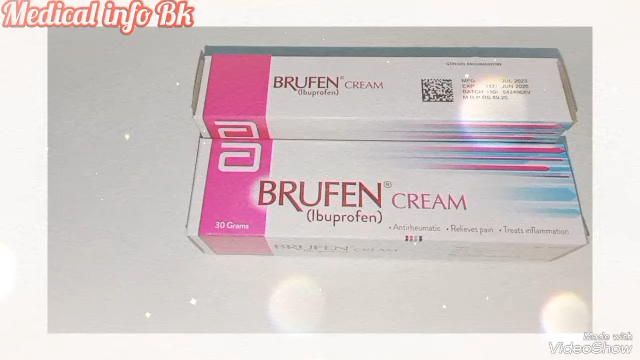 Medical info Bk
BRUFEN® CREAM
(Ibuprofen)
MFG. JUL 2023
JUN 2026
BRUFEN® CREAM
(Ibuprofen)
30 Grams
• Antirheumatic • Relieves pain • Treats inflammation
BRUFEN CREAM
Made with
VideoShow